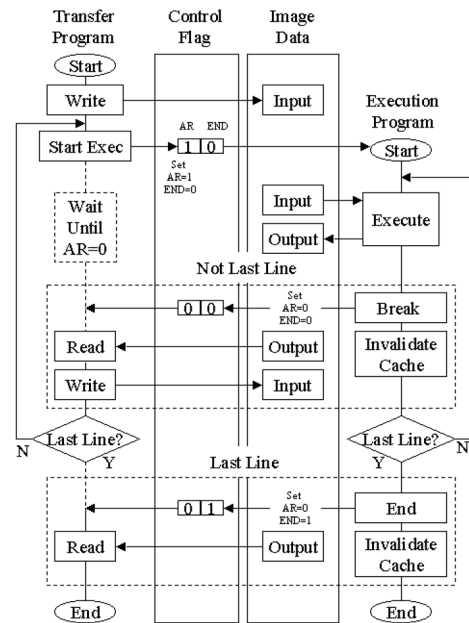 Transfer Program
Control Flag
Image Data
Execution Program
Start
Write
Input
Start Exec
AR END
1 0
Set
AR=1
END=0
Start
Wait
Until
AR=0
Input
Execute
Output
Not Last Line
0 0
Set
AR=0
END=0
Break
Read
Output
Invalidate
Cache
Write
Input
Last Line?
N
Y
Last Line?
N
Y
Last Line
0 1
Set
AR=0
END=1
End
Read
Output
Invalidate
Cache
End
End